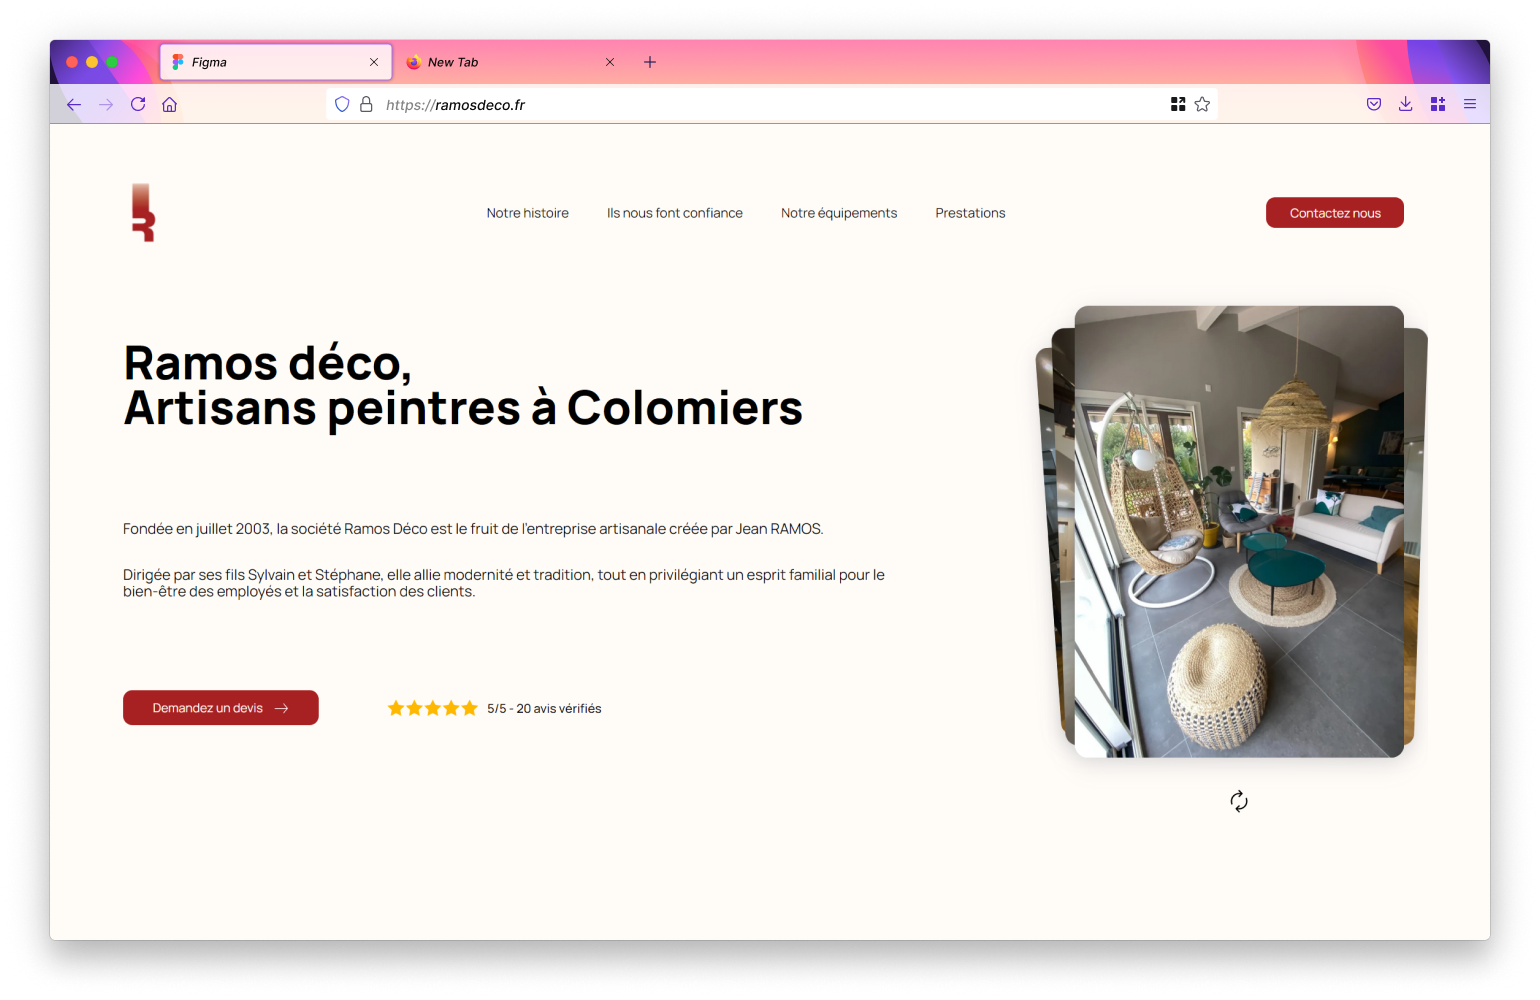 Figma
New Tab
https://ramosdeco.fr
Notre histoire
Ils nous font confiance
Notre équipements
Prestations
Contactez nous
Ramos déco,
Artisans peintres à Colomiers
Fondée en juillet 2003, la société Ramos Déco est le fruit de l'entreprise artisanale créée par Jean RAMOS.
Dirigée par ses fils Sylvain et Stéphane, elle allie modernité et tradition, tout en privilégiant un esprit familial pour le
bien-être des employés et la satisfaction des clients.
Demandez un devis
5/5 - 20 avis vérifiés